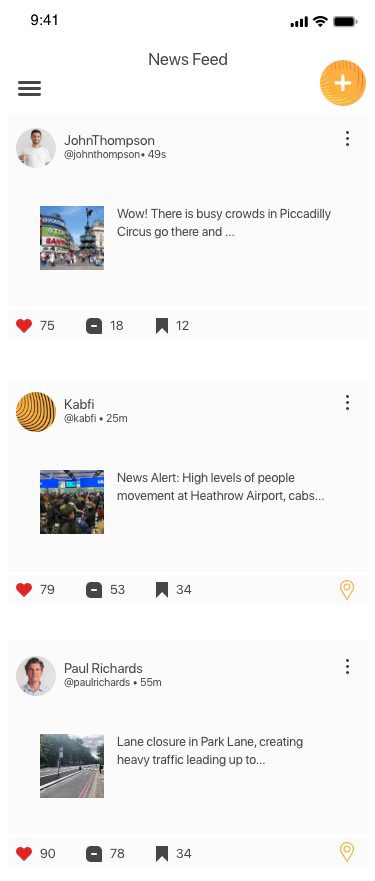 9:41
News Feed
JohnThompson
@johnthompson• 49s
Wow! There is busy crowds in Piccadilly
Circus go there and ...
75 18 12
Kabfi
@kabfi • 25m
News Alert: High levels of people
movement at Heathrow Airport, cabs...
79 53 34
Paul Richards
@paulrichards • 55m
Lane closure in Park Lane, creating
heavy traffic leading up to...
90 78 34